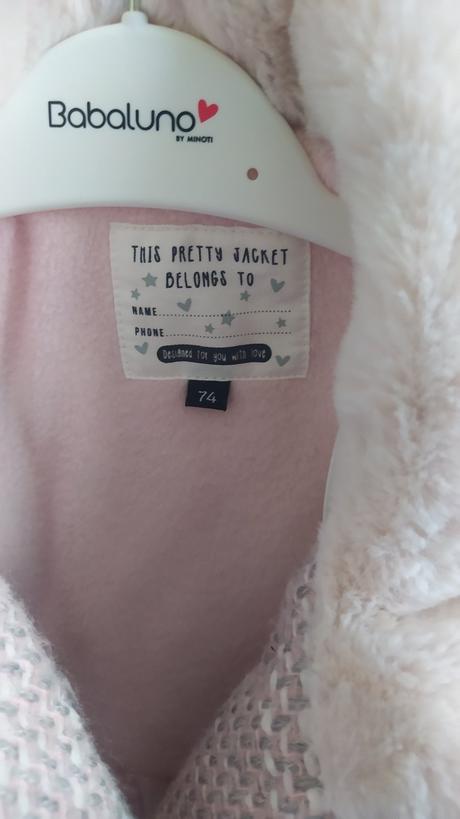 Babaluno
BY MINOTI
THIS PRETTY JACKET
BELONGS TO
NAME
PHONE
Designed for you with love
74